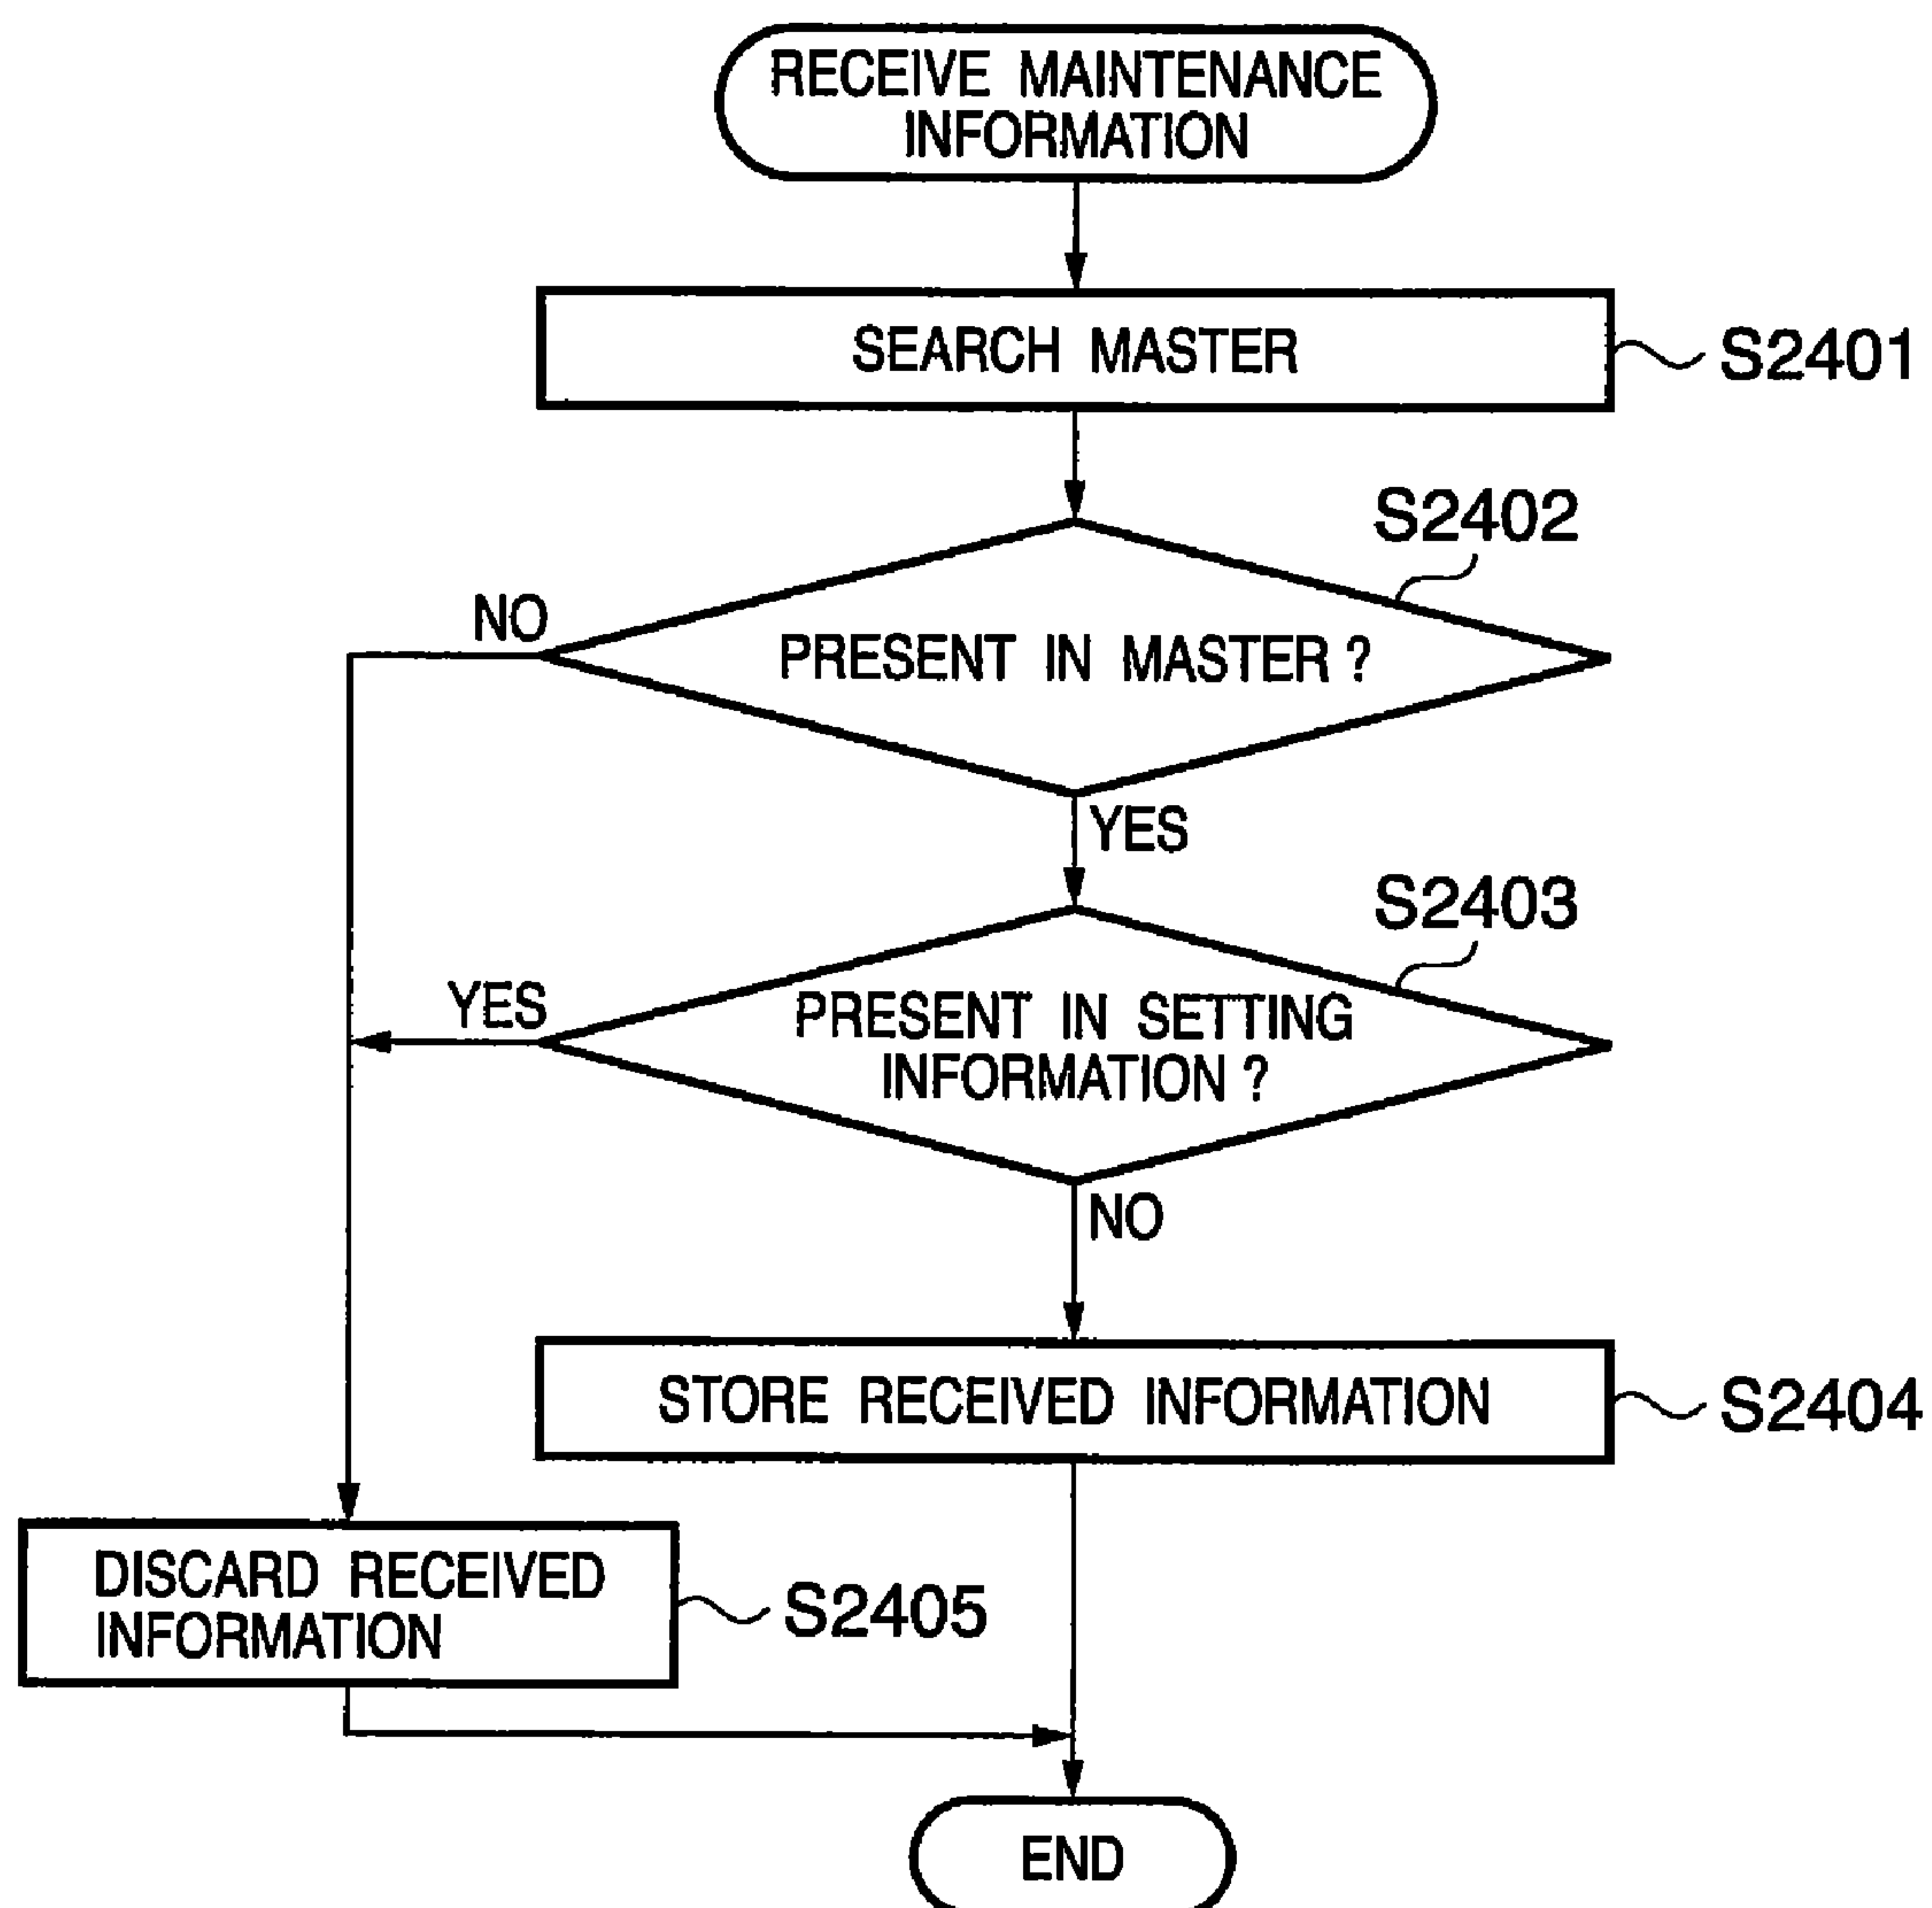 RECEIVE MAINTENANCE
INFORMATION
SEARCH MASTER
S2401
S2402
NO
PRESENT IN MASTER ?
YES
S2403
YES
PRESENT IN SETTING
INFORMATION ?
NO
STORE RECEIVED INFORMATION
S2404
DISCARD RECEIVED
INFORMATION
S2405
END